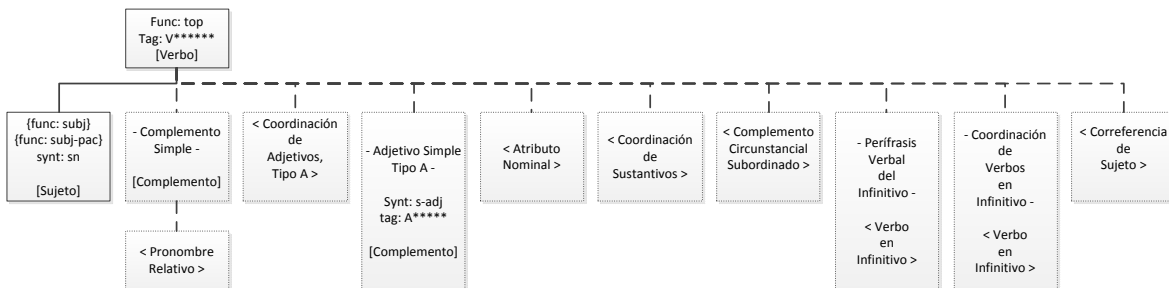 Func: top
Tag: V******
[Verbo]
{func: subj}
{func: subj-pac}
synt: sn
[Sujeto]
- Complemento
Simple -
[Complemento]
< Pronombre
Relativo >
< Coordinación
de
Adjetivos,
Tipo A >
- Adjetivo Simple
Tipo A -
Synt: s-adj
tag: A*****
[Complemento]
< Atributo
Nominal >
< Coordinación
de
Sustantivos >
< Complemento
Circunstancial
Subordinado >
- Perífrasis
Verbal
del
Infinitivo -
< Verbo
en
Infinitivo >
- Coordinación
de
Verbos
en
Infinitivo -
< Verbo
en
Infinitivo >
< Correferencia
de
Sujeto >